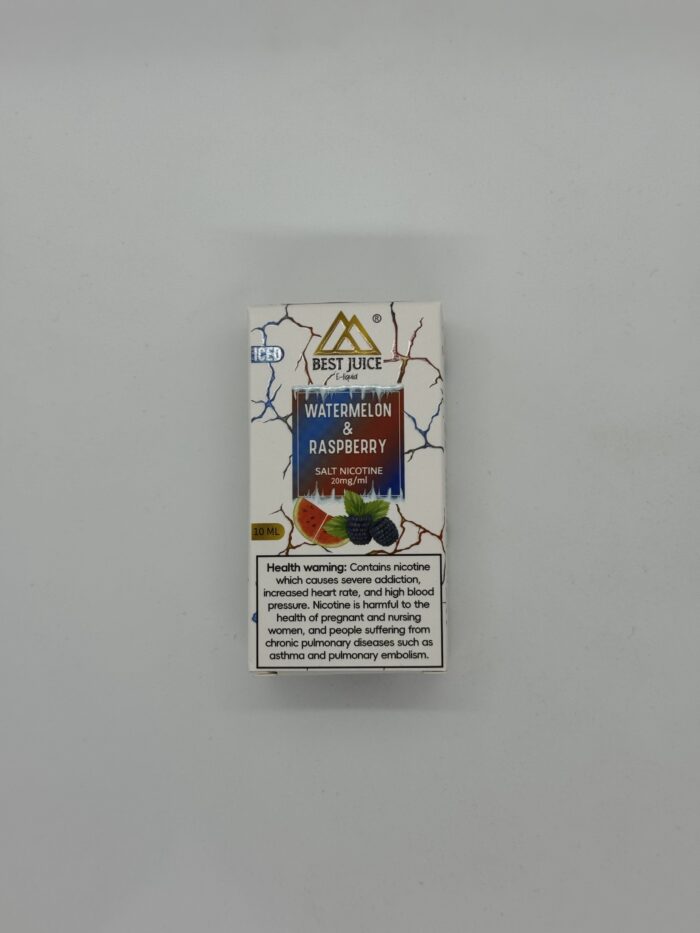 ®
ICED
BEST JUICE
E-liquid
WATERMELON
&
RASPBERRY
SALT NICOTINE
20mg/ml
10 ML
Health warning: Contains nicotine
which causes severe addiction,
increased heart rate, and high blood
pressure. Nicotine is harmful to the
health of pregnant and nursing
women, and people suffering from
chronic pulmonary diseases such as
asthma and pulmonary embolism.